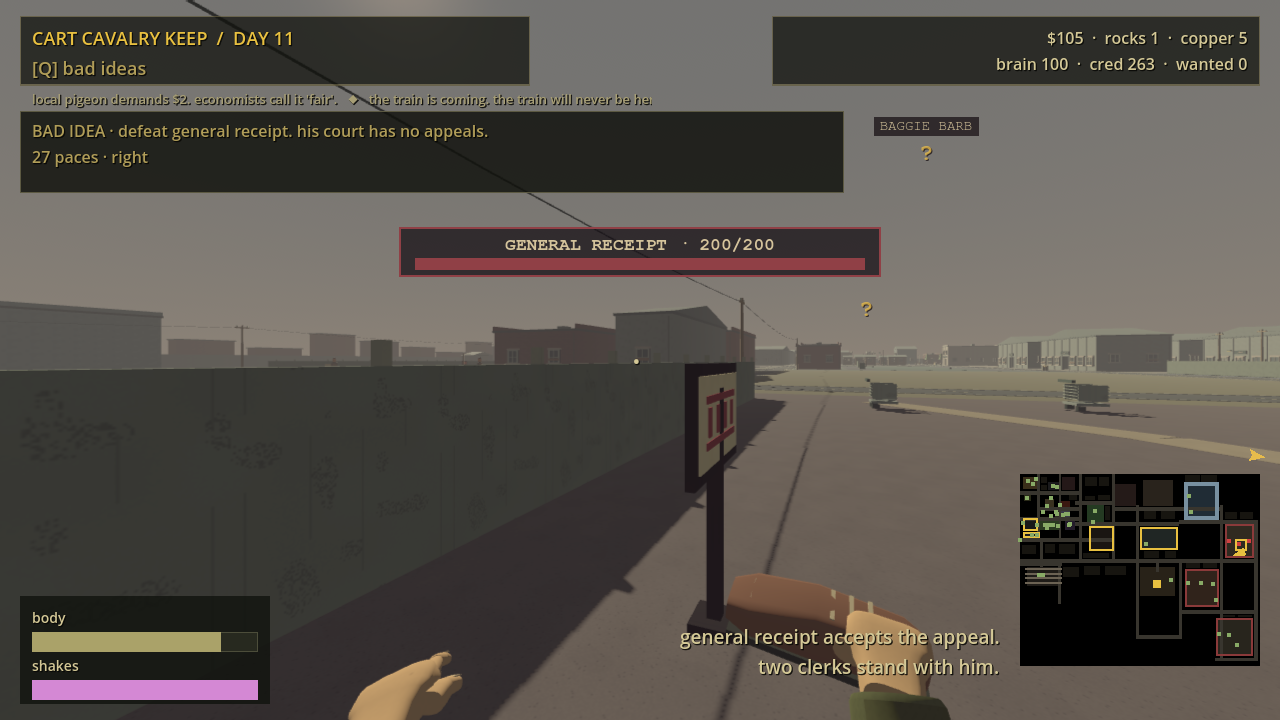 CART CAVALRY KEEP / DAY 11
[Q] bad ideas
$105 · rocks 1 · copper 5
brain 100 · cred 263 · wanted 0
local pigeon demands $2. economists call it 'fair'. ◆ the train is coming. the train will never be he
BAD IDEA · defeat general receipt. his court has no appeals.
27 paces · right
BAGGIE BARB
?
GENERAL RECEIPT · 200/200
?
general receipt accepts the appeal.
two clerks stand with him.
body
shakes